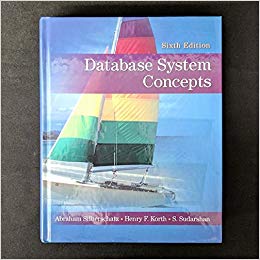 Sixth Edition
Database System
Concepts
Abraham Silberschatz • Henry F. Korth • S. Sudarshan